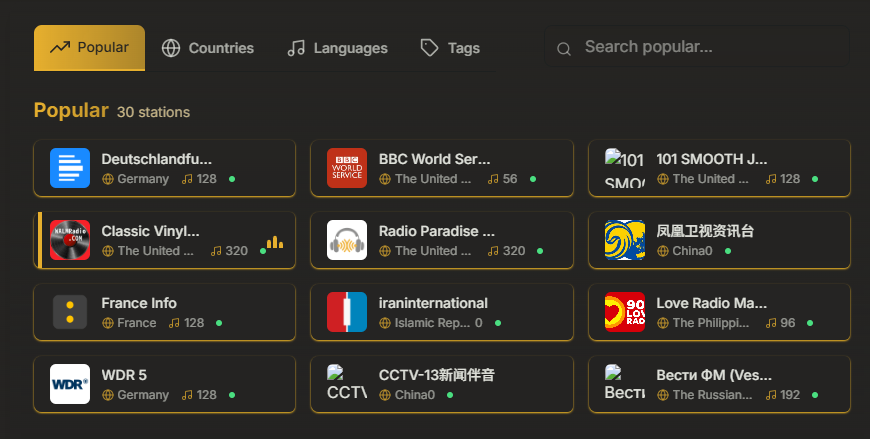 Popular
Countries
Languages
Tags
Search popular...
Popular 30 stations
Deutschlandfu...
Germany 128
BBC
WORLD
SERVICE
BBC World Ser...
The United ... 56
101
SMOO
101 SMOOTH J...
The United ... 128
WALMRadio
.COM
Classic Vinyl...
The United ... 320
Radio Paradise ...
The United ... 320
凤凰卫视资讯台
China0
France Info
France 128
iraninternational
Islamic Rep... 0
90
LOV
RAD
Love Radio Ma...
The Philippi... 96
WDR
WDR 5
Germany 128
CCTV
CCTV-13新闻伴音
China0
Вести
Вести ФМ (Ves...
The Russian... 192